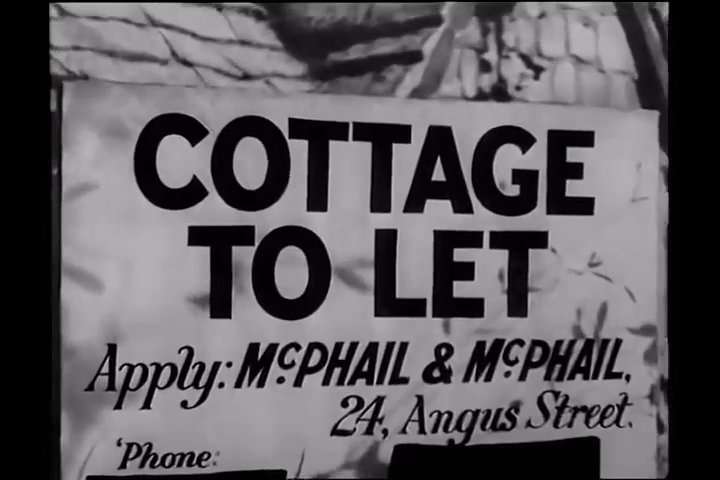 COTTAGE
TO LET
Apply: McPHAIL & McPHAIL,
24, Angus Street.
'Phone: